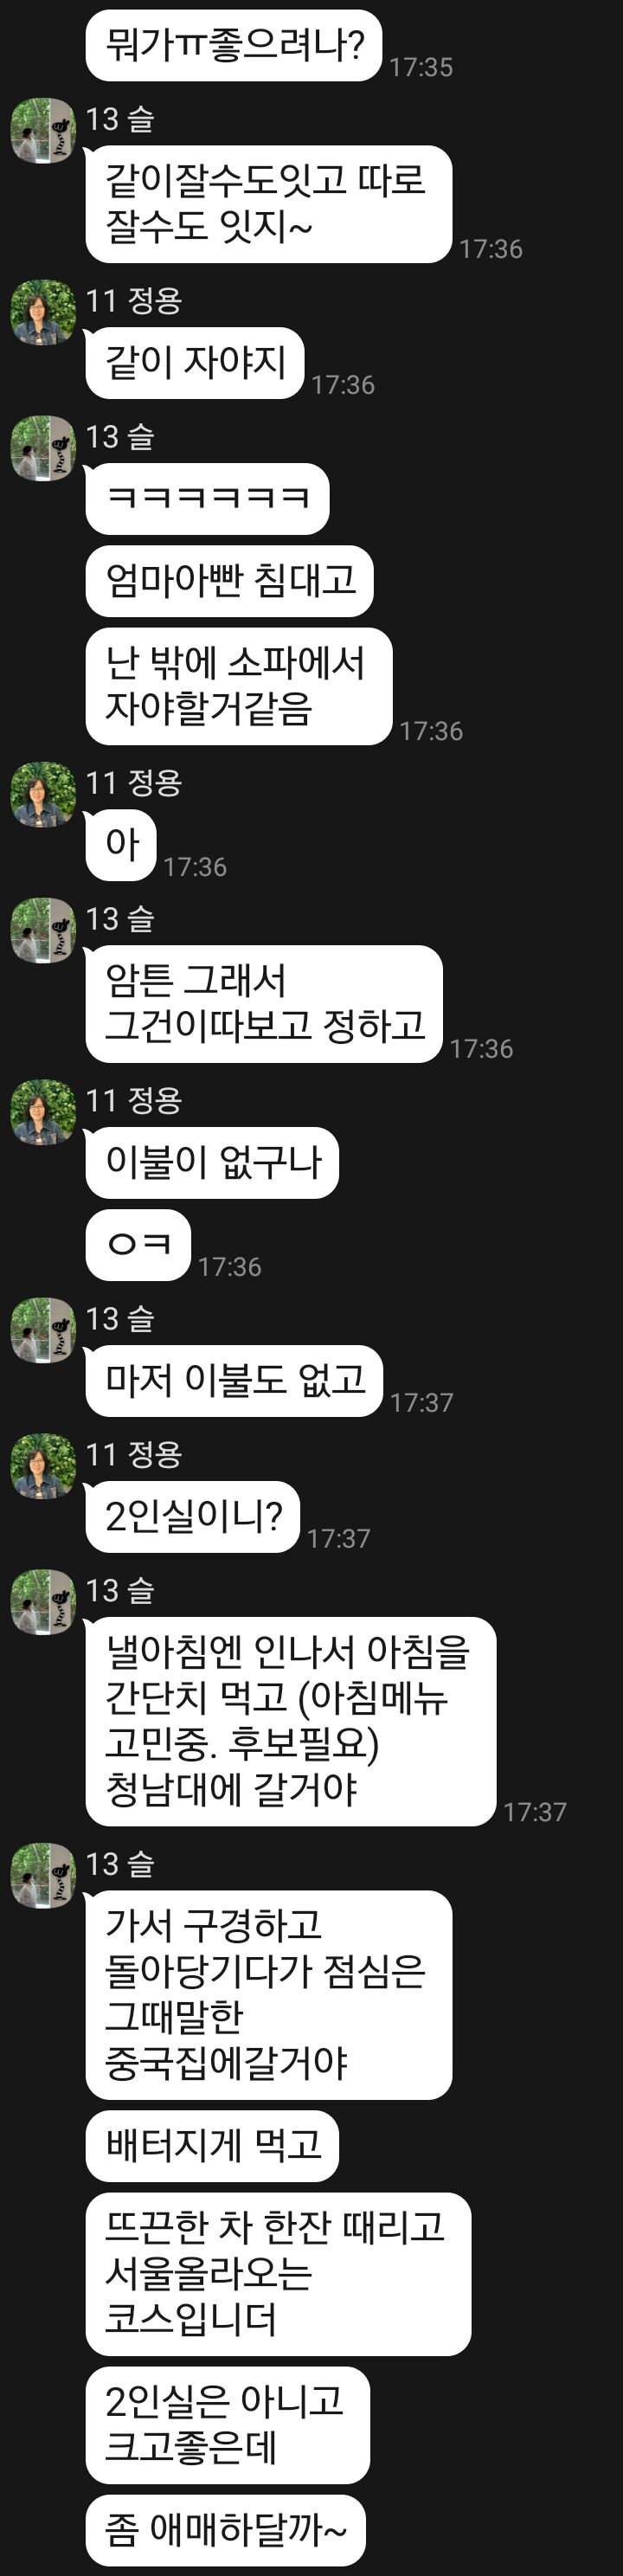 뭐가ㅠ좋으려나?
17:35
13 슬
같이잘수도잇고 따로
잘수도 잇지~
17:36
11 정용
같이 자야지
17:36
13 슬
ㅋㅋㅋㅋㅋㅋ
엄마아빤 침대고
난 밖에 소파에서
자야할거같음
17:36
11 정용
아
17:36
13 슬
암튼 그래서
그건이따보고 정하고
17:36
11 정용
이불이 없구나
ㅇㅋ
17:36
13 슬
마저 이불도 없고
17:37
11 정용
2인실이니?
17:37
13 슬
낼아침엔 인나서 아침을
간단치 먹고 (아침메뉴
고민중. 후보필요)
청남대에 갈거야
17:37
13 슬
가서 구경하고
돌아당기다가 점심은
그때말한
중국집에갈거야
배터지게 먹고
뜨끈한 차 한잔 때리고
서울올라오는
코스입니더
2인실은 아니고
크고좋은데
좀 애매하달까~